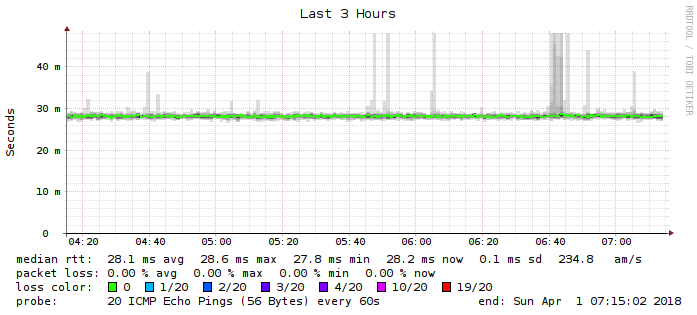 Last 3 Hours
RRDTOOL / TOBI OETIKER
Seconds
40 m
30 m
20 m
10 m
0
04:20 04:40 05:00 05:20 05:40 06:00 06:20 06:40 07:00
median rtt: 28.1 ms avg 28.6 ms max 27.8 ms min 28.2 ms now 0.1 ms sd 234.8 am/s
packet loss: 0.00 % avg 0.00 % max 0.00 % min 0.00 % now
loss color: 0 1/20 2/20 3/20 4/20 10/20 19/20
probe: 20 ICMP Echo Pings (56 Bytes) every 60s end: Sun Apr 1 07:15:02 2018